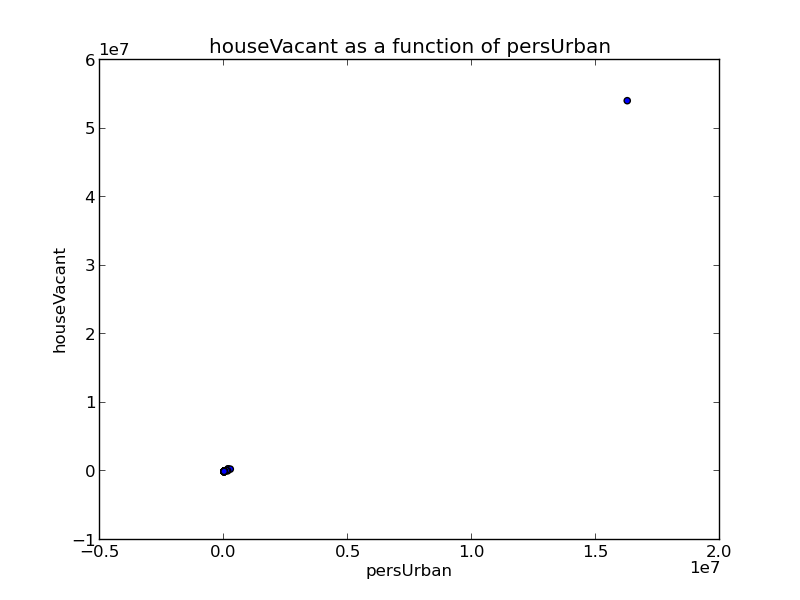 houseVacant as a function of persUrban
1e7
6
5
4
3
2
1
0
−1
houseVacant
−0.5 0.0 0.5 1.0 1.5 2.0
1e7
persUrban